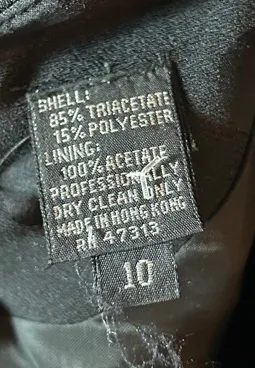 SHELL:
85% TRIACETATE
15% POLYESTER
LINING:
100% ACETATE
PROFESSIONALLY
DRY CLEAN ONLY
MADE IN HONG KONG
RN 47313
10